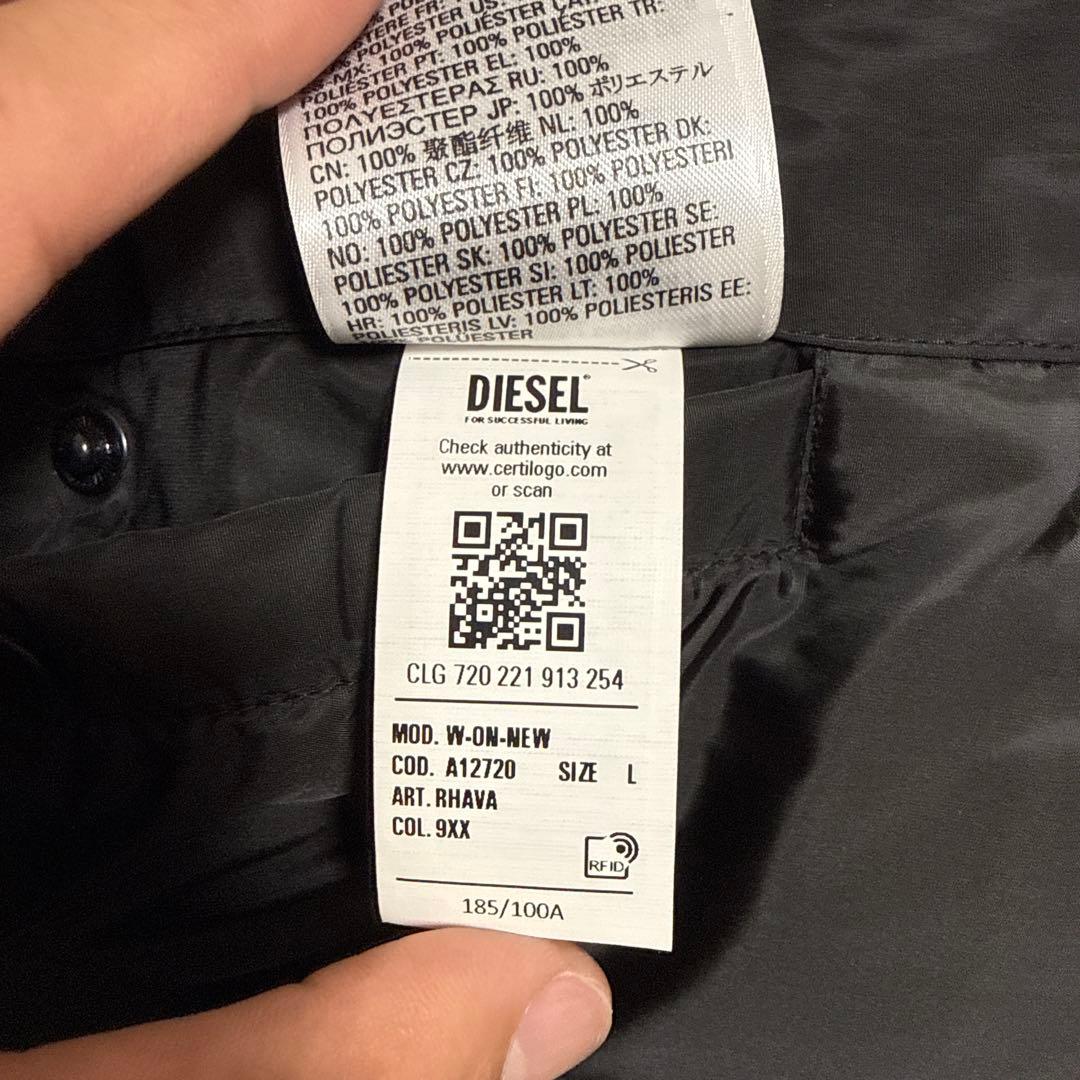 TERE FR:
POLYESTER US:
-MX: 100% POLIÉSTER
POLIÉSTER PT: 100% POLIÉSTER TR:
100% POLYESTER EL: 100%
ΠΟΛΥΕΣΤΕΡΑΣ RU: 100%
ПОЛИЭСТЕР JP: 100% ポリエステル
CN: 100% 聚酯纤维 NL: 100%
POLYESTER CZ: 100% POLYESTER DK:
100% POLYESTER FI: 100% POLYESTERI
NO: 100% POLYESTER PL: 100%
POLIESTER SK: 100% POLYESTER SE:
100% POLYESTER SI: 100% POLIESTER
HR: 100% POLIESTER LT: 100%
POLIESTERIS LV: 100% POLIESTERIS EE:
POLÜESTER
DIESEL
FOR SUCCESSFUL LIVING
Check authenticity at
www.certilogo.com
or scan
CLG 720 221 913 254
MOD. W-ON-NEW
COD. A12720 SIZE L
ART. RHAVA
COL. 9XX
RFID
185/100A